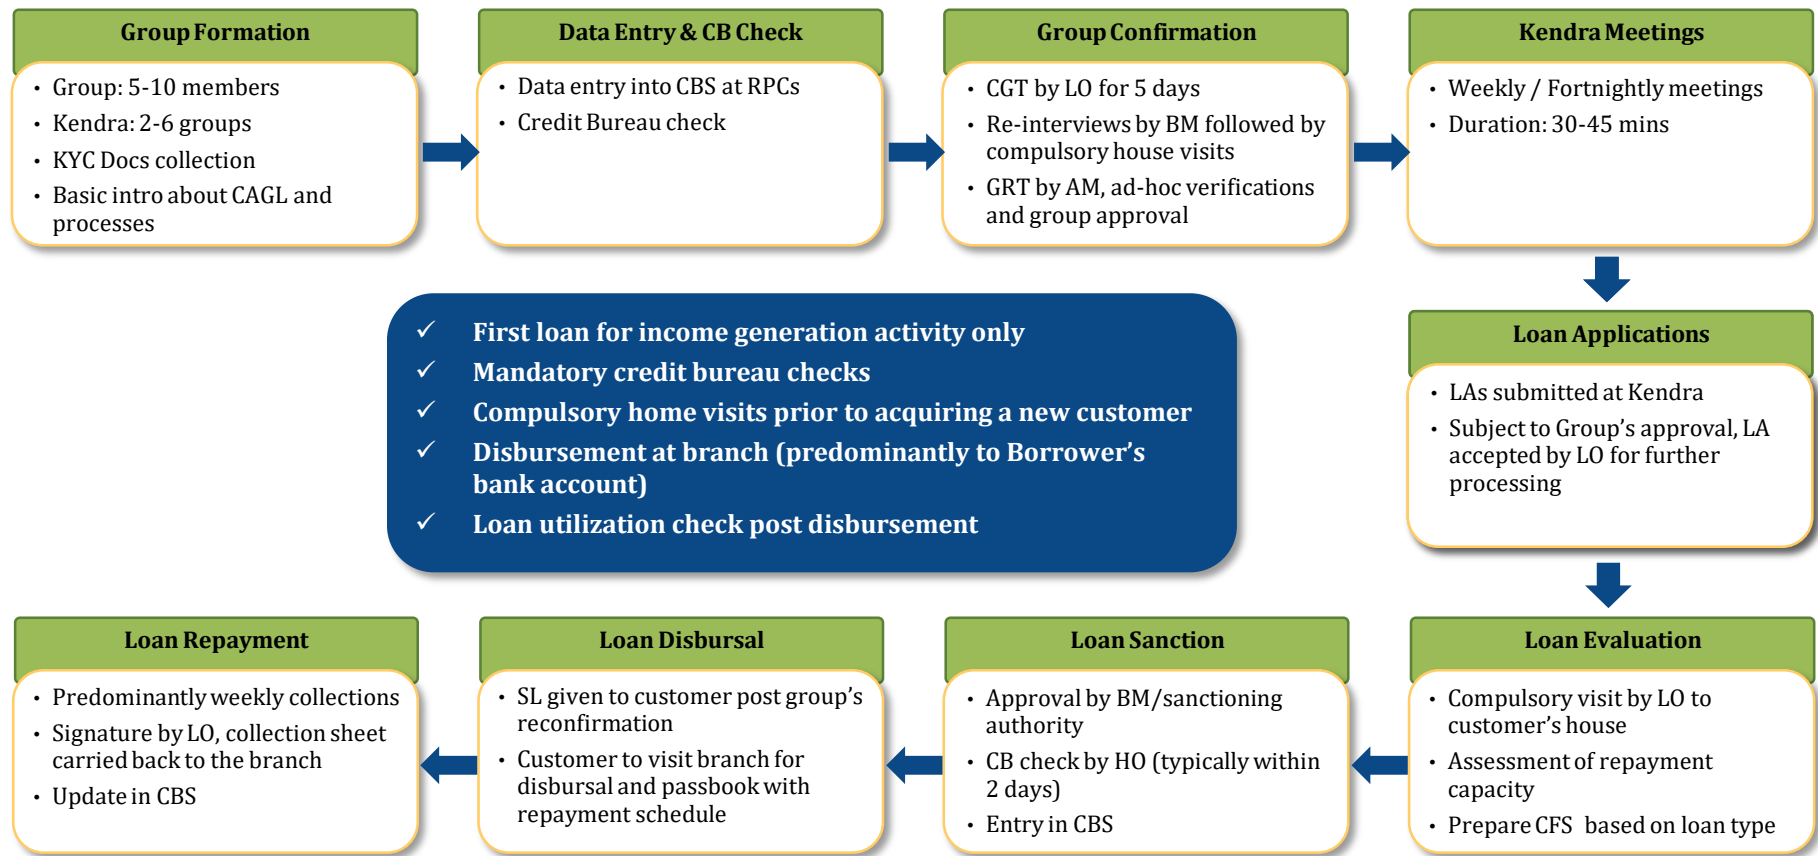 Group Formation
• Group: 5-10 members
• Kendra: 2-6 groups
• KYC Docs collection
• Basic intro about CAGL and
processes
Data Entry & CB Check
• Data entry into CBS at RPCs
• Credit Bureau check
Group Confirmation
• CGT by LO for 5 days
• Re-interviews by BM followed by
compulsory house visits
• GRT by AM, ad-hoc verifications
and group approval
Kendra Meetings
• Weekly / Fortnightly meetings
• Duration: 30-45 mins
✓ First loan for income generation activity only
✓ Mandatory credit bureau checks
✓ Compulsory home visits prior to acquiring a new customer
✓ Disbursement at branch (predominantly to Borrower's
bank account)
✓ Loan utilization check post disbursement
Loan Applications
• LAs submitted at Kendra
• Subject to Group's approval, LA
accepted by LO for further
processing
Loan Repayment
• Predominantly weekly collections
• Signature by LO, collection sheet
carried back to the branch
• Update in CBS
Loan Disbursal
• SL given to customer post group's
reconfirmation
• Customer to visit branch for
disbursal and passbook with
repayment schedule
Loan Sanction
• Approval by BM/sanctioning
authority
• CB check by HO (typically within
2 days)
• Entry in CBS
Loan Evaluation
• Compulsory visit by LO to
customer's house
• Assessment of repayment
capacity
• Prepare CFS based on loan type